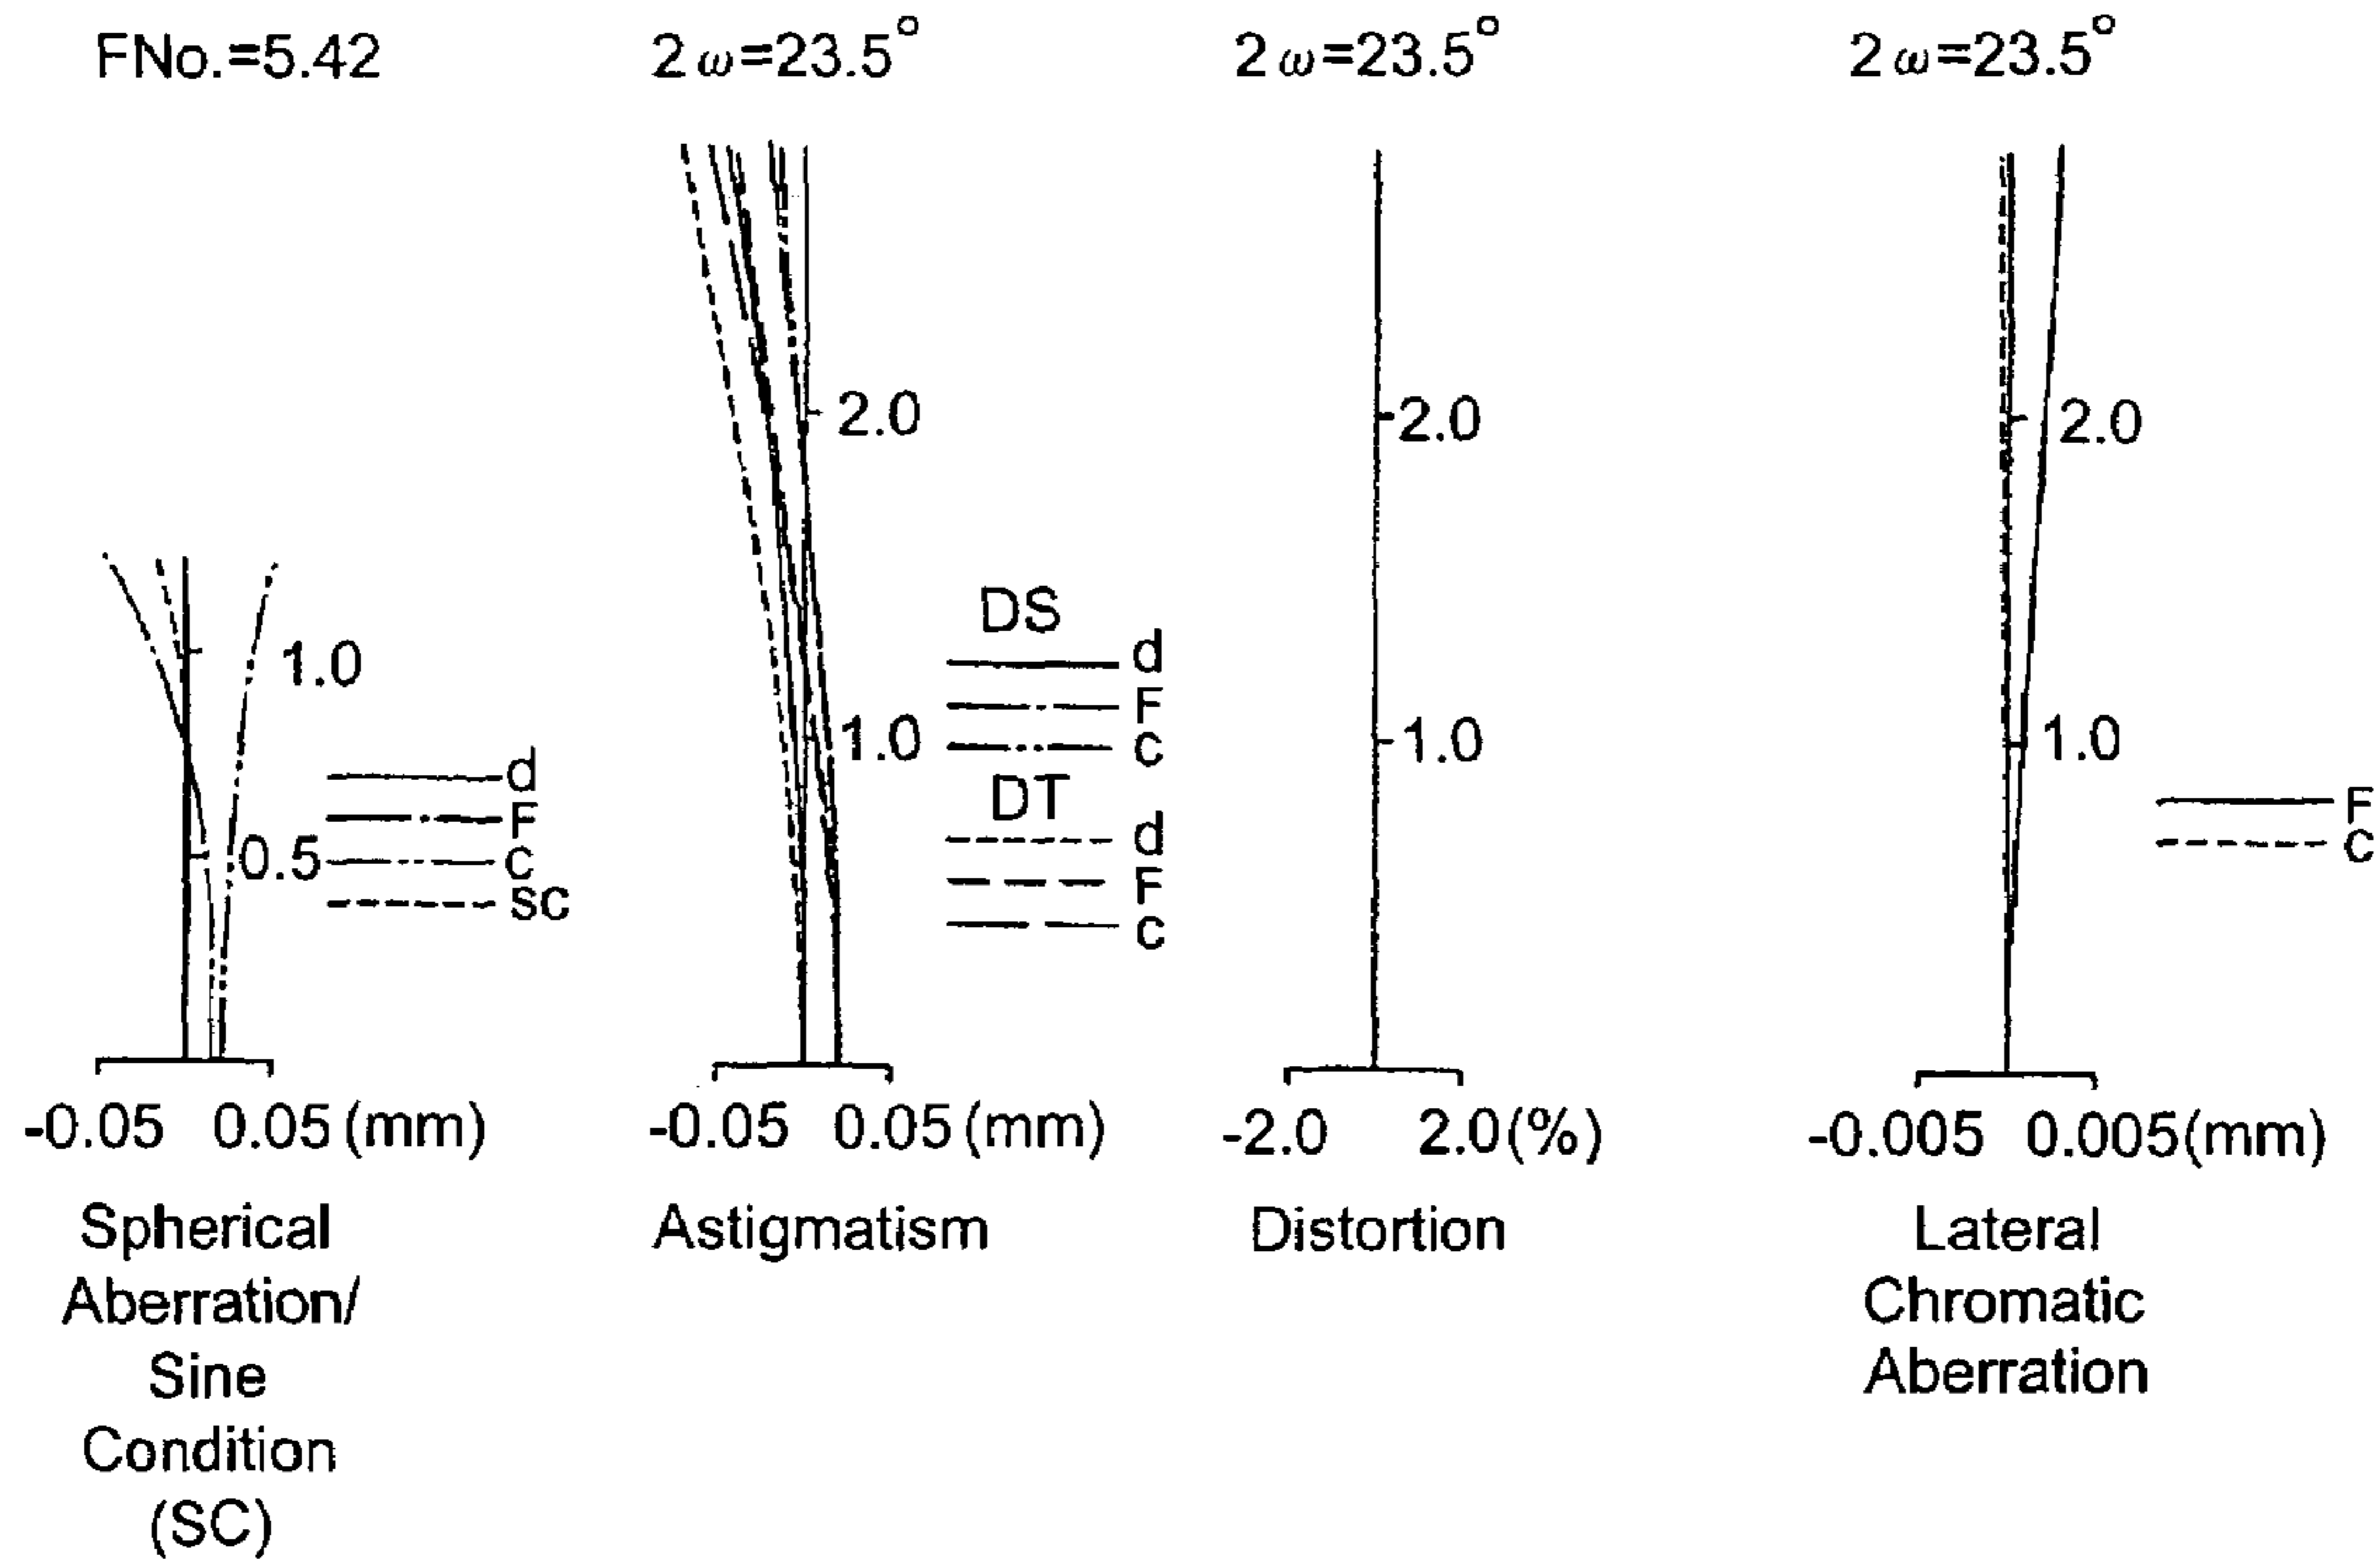 FNo.=5.42
2ω=23.5°
2ω=23.5°
2ω=23.5°
1.0
0.5
d
F
C
SC
-0.05 0.05(mm)
Spherical
Aberration/
Sine
Condition
(SC)
2.0
1.0
DS
d
F
C
DT
d
F
C
-0.05 0.05(mm)
Astigmatism
2.0
1.0
-2.0 2.0(%)
Distortion
2.0
1.0
F
C
-0.005 0.005(mm)
Lateral
Chromatic
Aberration